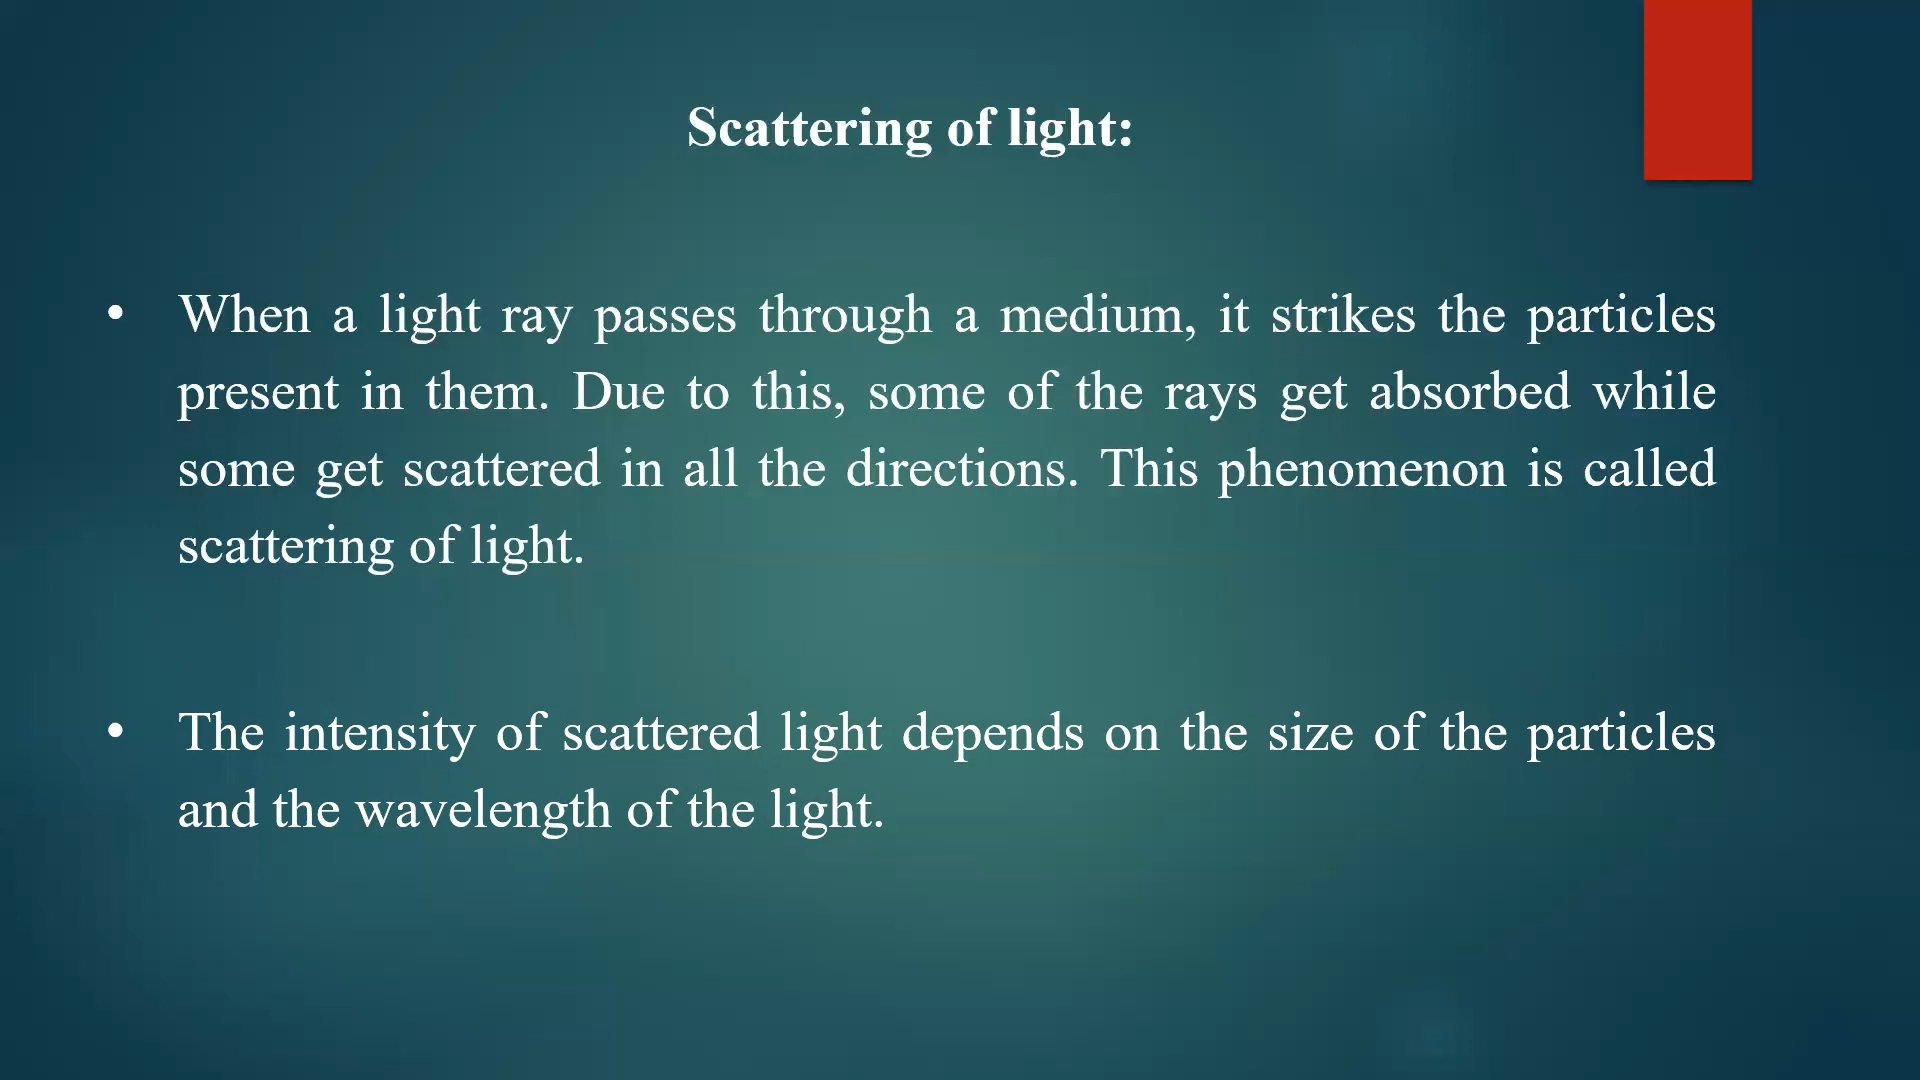 Scattering of light:
• When a light ray passes through a medium, it strikes the particles
present in them. Due to this, some of the rays get absorbed while
some get scattered in all the directions. This phenomenon is called
scattering of light.
• The intensity of scattered light depends on the size of the particles
and the wavelength of the light.